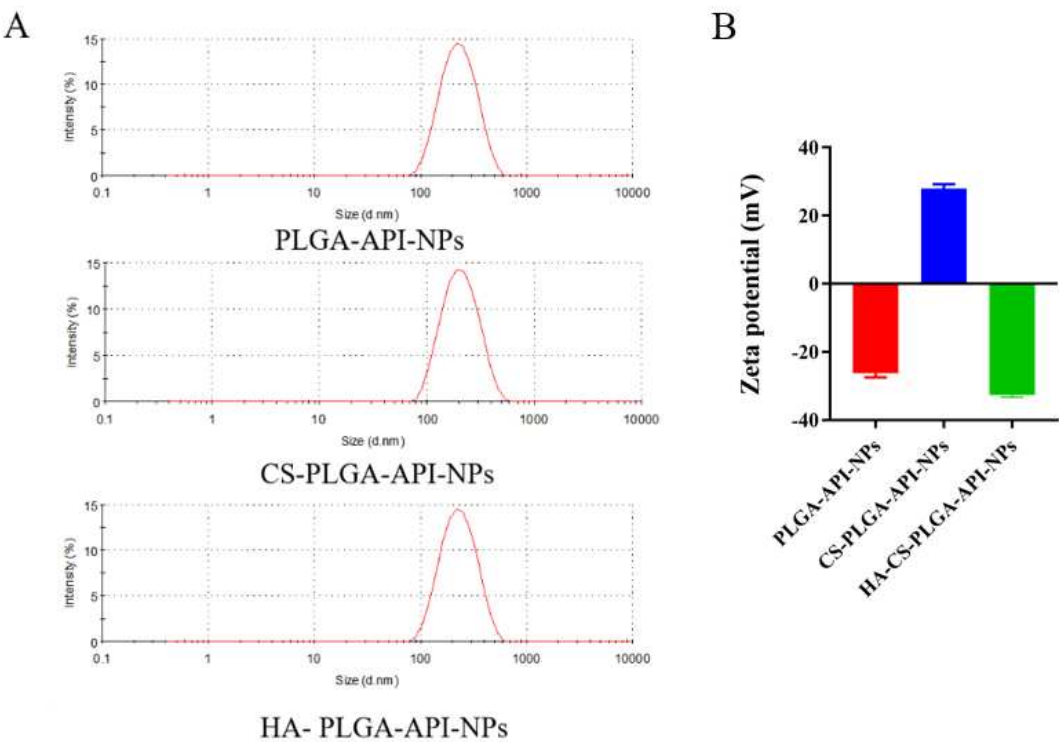 A
15
10
5
0
Intensity (%)
0.1 1 10 100 1000 10000
Size (d.nm)
PLGA-API-NPs
15
10
5
0
Intensity (%)
0.1 1 10 100 1000 10000
Size (d.nm)
CS-PLGA-API-NPs
15
10
5
0
Intensity (%)
0.1 1 10 100 1000 10000
Size (d.nm)
HA- PLGA-API-NPs
B
Zeta potential (mV)
40
20
0
-20
-40
PLGA-API-NPs
CS-PLGA-API-NPs
HA-CS-PLGA-API-NPs